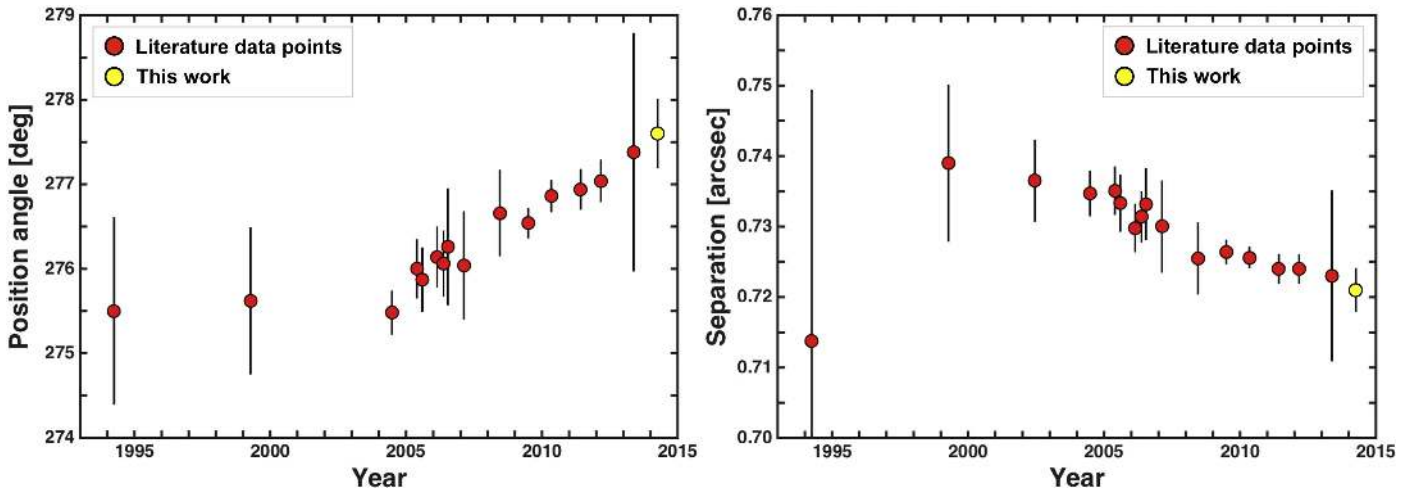 279
278
277
276
275
274
Position angle [deg]
Literature data points
This work
1995 2000 2005 2010 2015
Year
0.76
0.75
0.74
0.73
0.72
0.71
0.70
Separation [arcsec]
Literature data points
This work
1995 2000 2005 2010 2015
Year